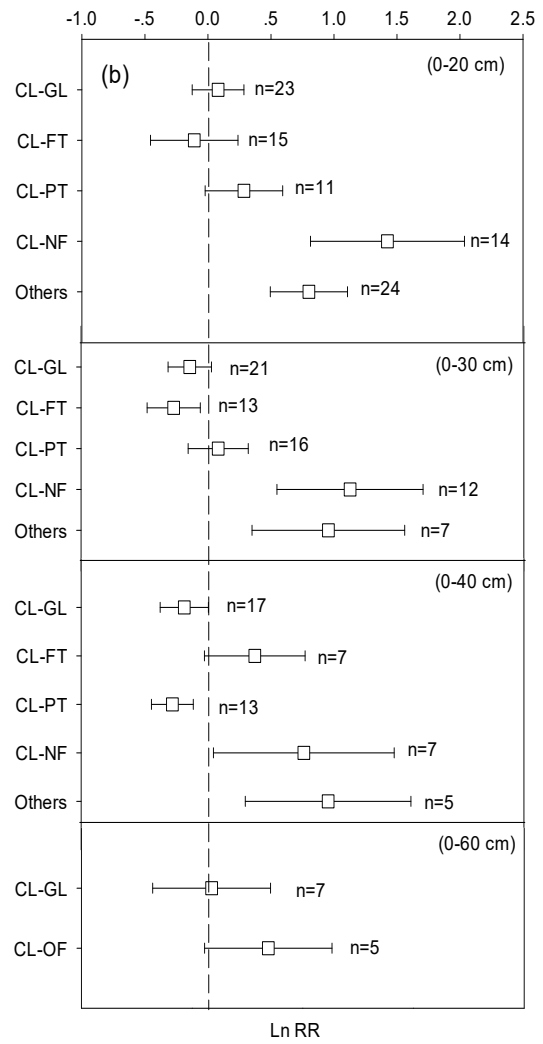 -1.0 -.5 0.0 .5 1.0 1.5 2.0 2.5
(b)
(0-20 cm)
CL-GL n=23
CL-FT n=15
CL-PT n=11
CL-NF n=14
Others n=24
(0-30 cm)
CL-GL n=21
CL-FT n=13
CL-PT n=16
CL-NF n=12
Others n=7
(0-40 cm)
CL-GL n=17
CL-FT n=7
CL-PT n=13
CL-NF n=7
Others n=5
(0-60 cm)
CL-GL n=7
CL-OF n=5
Ln RR